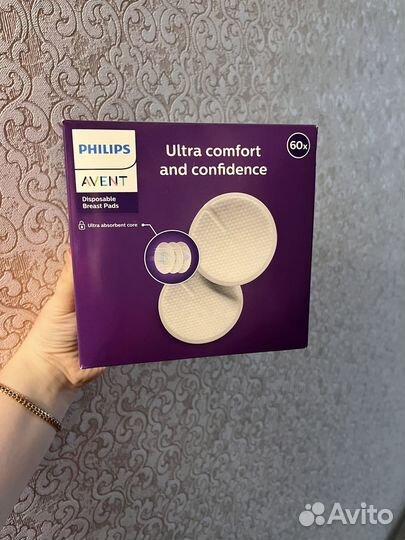 PHILIPS
AVENT
Disposable
Breast Pads
Ultra absorbent core
Ultra comfort
and confidence
60x
Avito